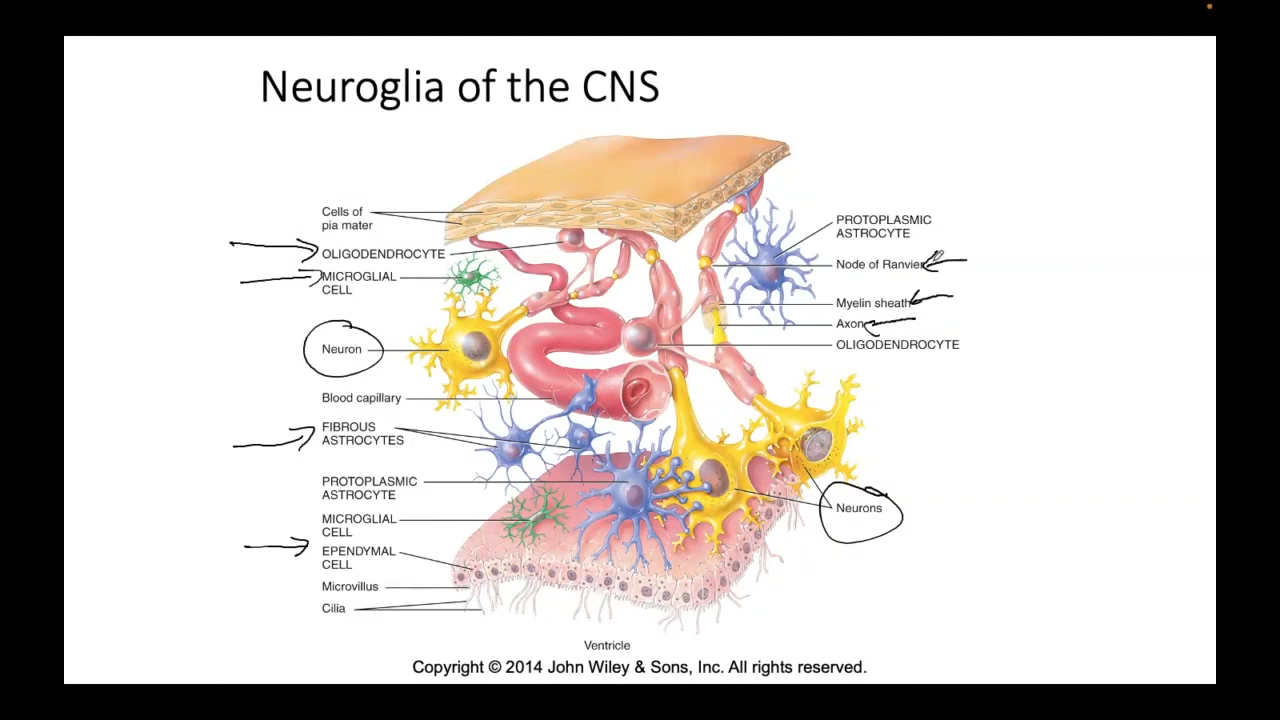 Neuroglia of the CNS
Cells of
pia mater
OLIGODENDROCYTE
MICROGLIAL
CELL
Neuron
Blood capillary
FIBROUS
ASTROCYTES
PROTOPLASMIC
ASTROCYTE
MICROGLIAL
CELL
EPENDYMAL
CELL
Microvillus
Cilia
PROTOPLASMIC
ASTROCYTE
Node of Ranvier
Myelin sheath
Axon
OLIGODENDROCYTE
Neurons
Ventricle
Copyright © 2014 John Wiley & Sons, Inc. All rights reserved.